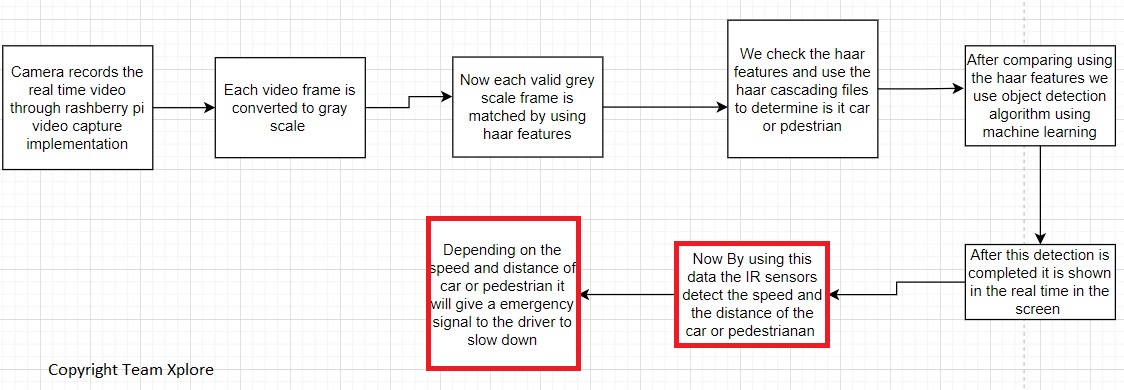 Camera records the
real time video
through rashberry pi
video capture
implementation
Each video frame is
converted to gray
scale
Now each valid grey
scale frame is
matched by using
haar features
We check the haar
features and use the
haar cascading files
to determine is it car
or pdestrian
After comparing using
the haar features we
use object detection
algorithm using
machine learning
After this detection is
completed it is shown
in the real time in the
screen
Now By using this
data the IR sensors
detect the speed and
the distance of the
car or pedestrianan
Depending on the
speed and distance of
car or pedestrian it
will give a emergency
signal to the driver to
slow down
Copyright Team Xplore